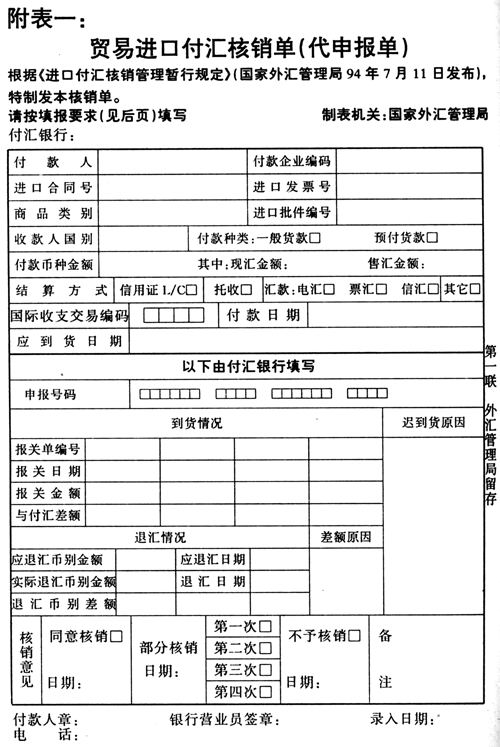 附表一：
贸易进口付汇核销单(代申报单)
根据《进口付汇核销管理暂行规定》(国家外汇管理局94年7月11日发布)，
特制发本核销单。
请按填报要求(见后页)填写 制表机关：国家外汇管理局
付汇银行：
付款人 付款企业编码
进口合同号 进口发票号
商品类别 进口批件编号
收款人国别 付款种类：一般货款□ 预付货款□
付款币种金额 其中：现汇金额： 售汇金额：
结算方式 信用证L/C□ 托收□ 汇款：电汇□ 票汇□ 信汇□ 其它□
国际收支交易编码 □□□□ 付款日期
应到货日期
以下由付汇银行填写
申报号码 □□□□□□ □□□□ □□□□□□ □□□□
到货情况 迟到货原因
报关单编号
报关日期
报关金额
与付汇差额
退汇情况 差额原因
应退汇币别金额 应退汇日期
实际退汇币别金额 退汇日期
退汇币别差额
核销意见 同意核销□ 日期： 部分核销 日期： 第一次□ 第二次□ 第三次□ 第四次□ 不予核销□ 日期： 备注
付款人章： 银行营业员签章： 录入日期：
电话：
第一联 外汇管理局留存